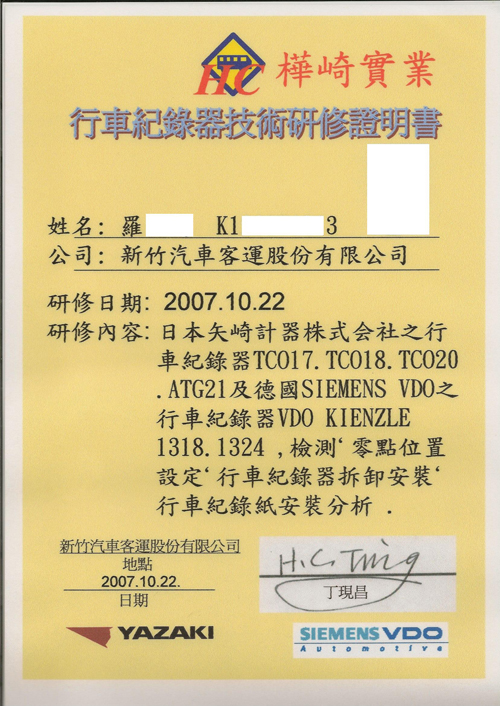 HC 樺崎實業
行車紀錄器技術研修證明書
姓名: 羅 K1 3
公司: 新竹汽車客運股份有限公司
研修日期: 2007.10.22
研修內容: 日本矢崎計器株式会社之行
車紀錄器TCO17.TCO18.TCO20
.ATG21及德國SIEMENS VDO之
行車紀錄器VDO KIENZLE
1318.1324 ,檢測‘零點位置
設定‘行車紀錄器拆卸安裝‘
行車紀錄紙安裝分析 .
新竹汽車客運股份有限公司
地點
2007.10.22.
日期
H.C.Ting
丁現昌
YAZAKI
SIEMENS VDO
Automotive